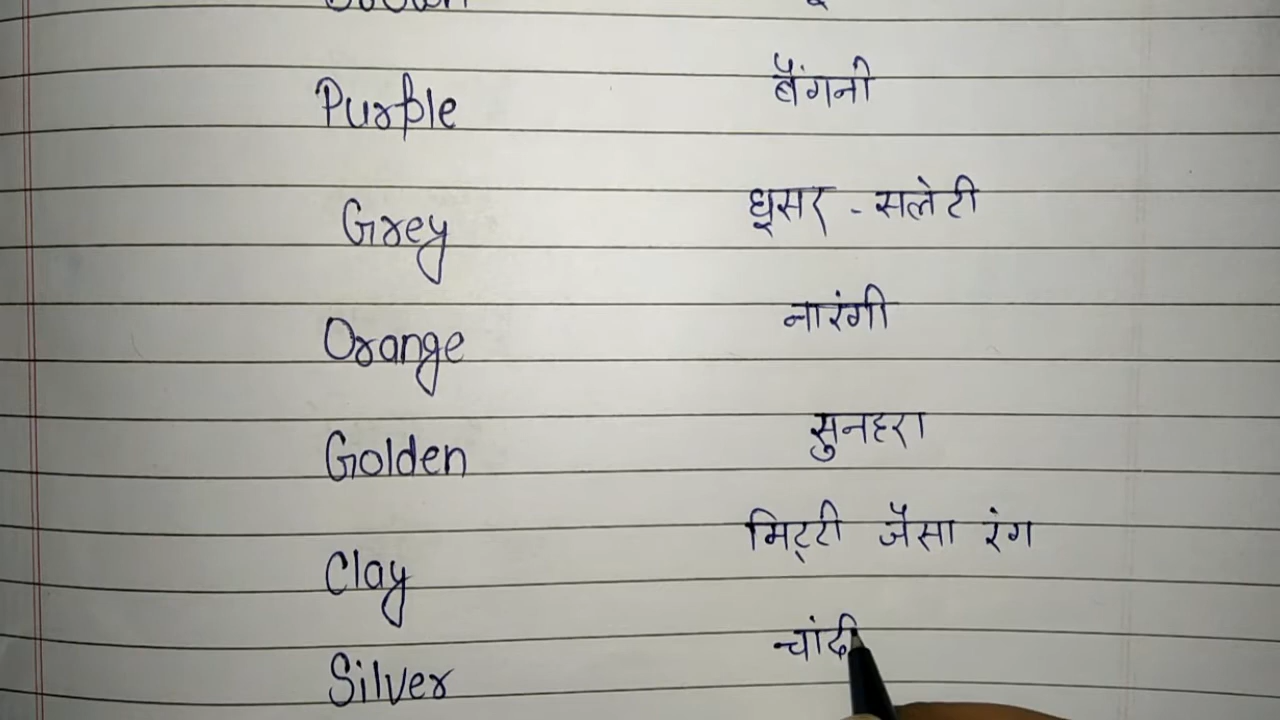 Purple बैंगनी
Grey धूसर - सलेटी
Orange नारंगी
Golden सुनहरा
Clay मिट्टी जैसा रंग
Silver चांदी